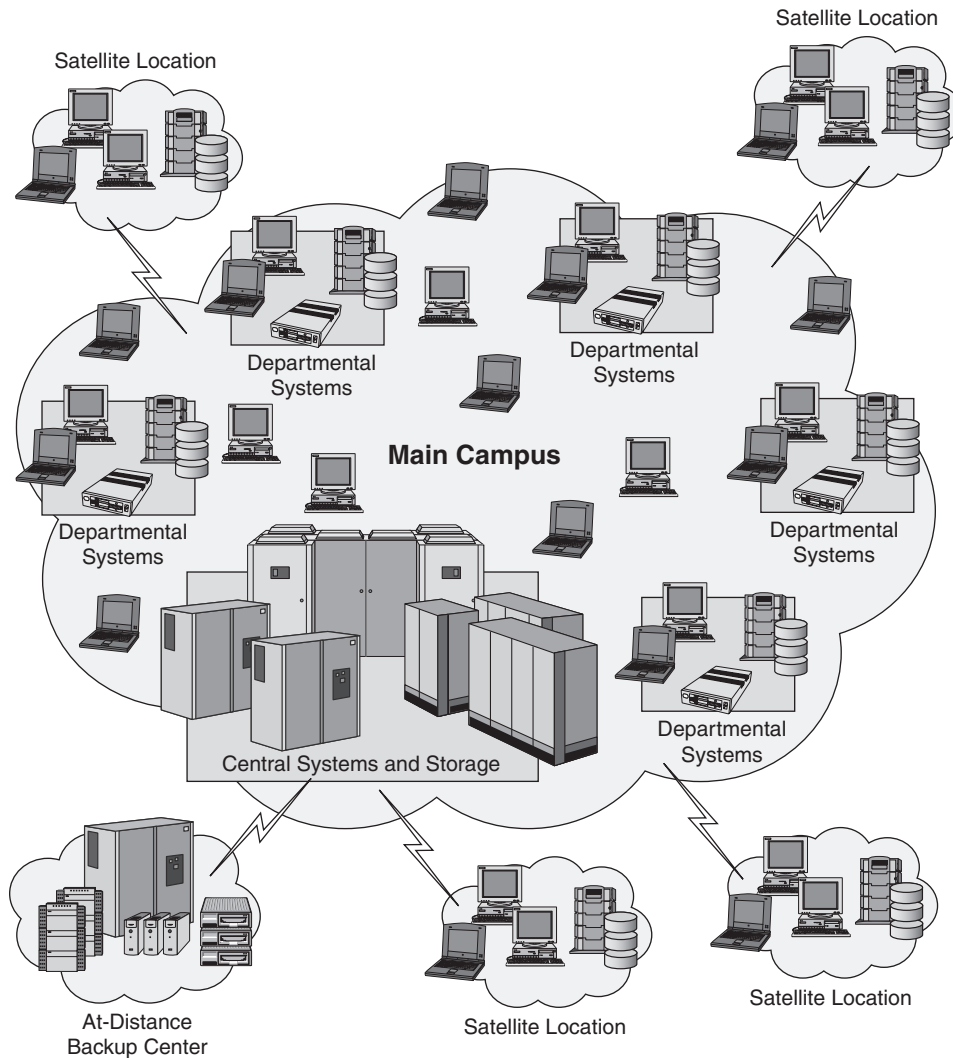 Satellite Location
Satellite Location
Departmental
Systems
Departmental
Systems
Main Campus
Departmental
Systems
Departmental
Systems
Departmental
Systems
Central Systems and Storage
At-Distance
Backup Center
Satellite Location
Satellite Location